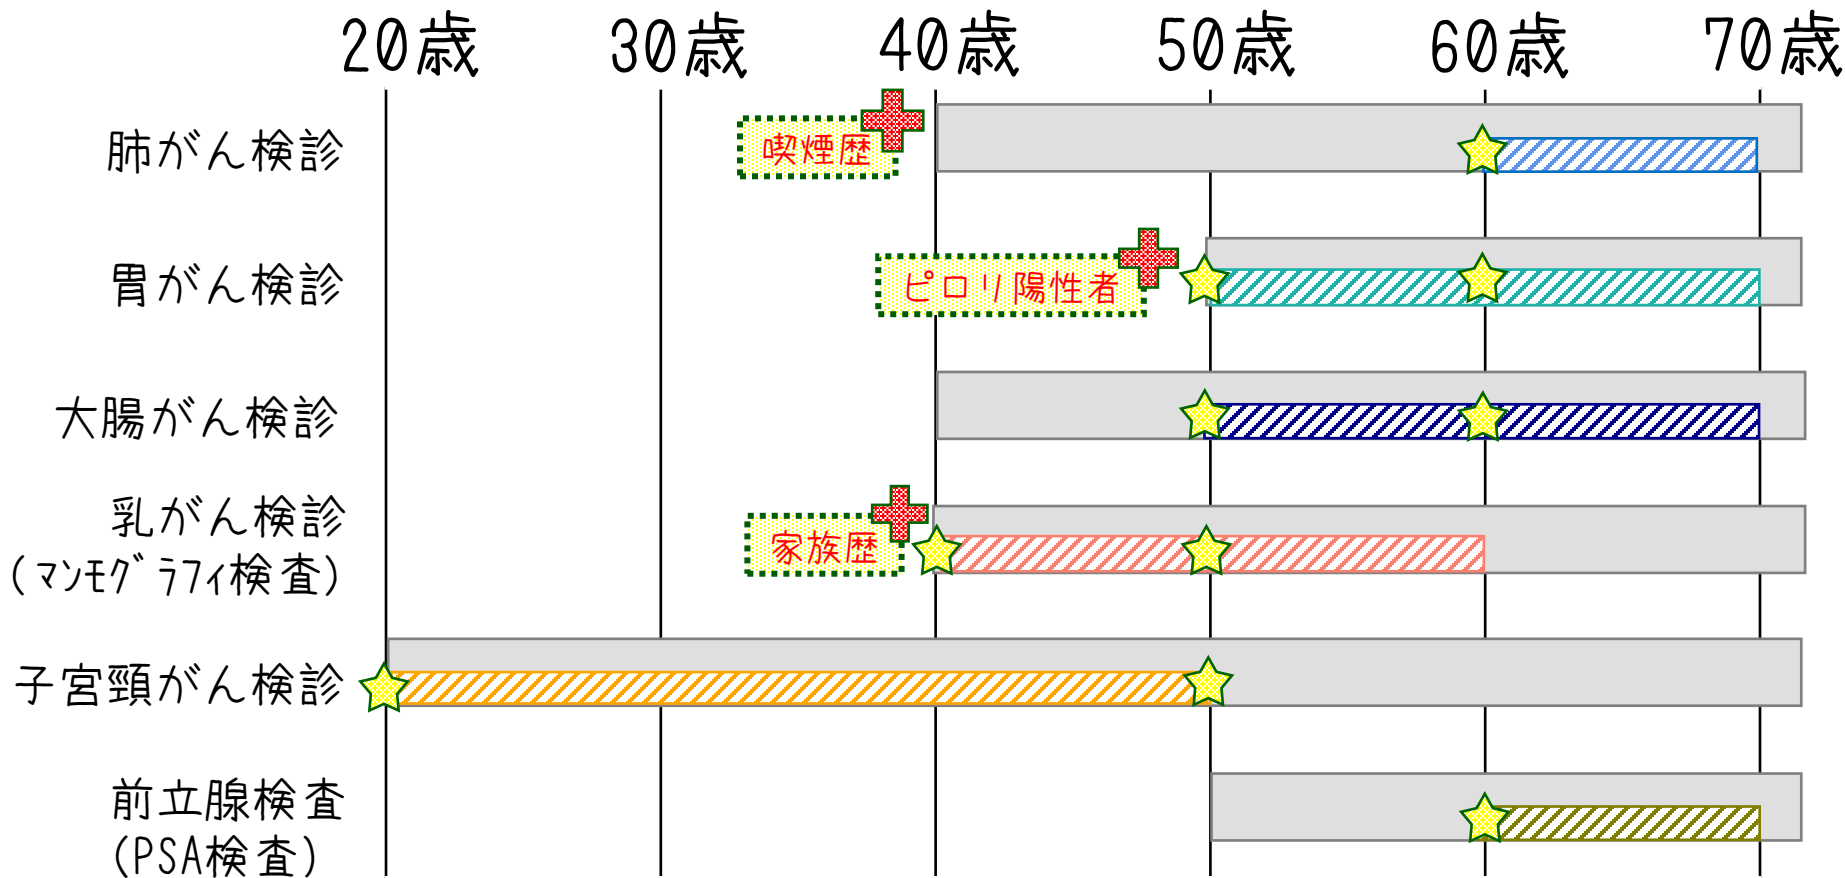 20歳 30歳 40歳 50歳 60歳 70歳
肺がん検診
喫煙歴
胃がん検診
ピロリ陽性者
大腸がん検診
乳がん検診
(マンモグラフィ検査)
家族歴
子宮頸がん検診
前立腺検査
(PSA検査)